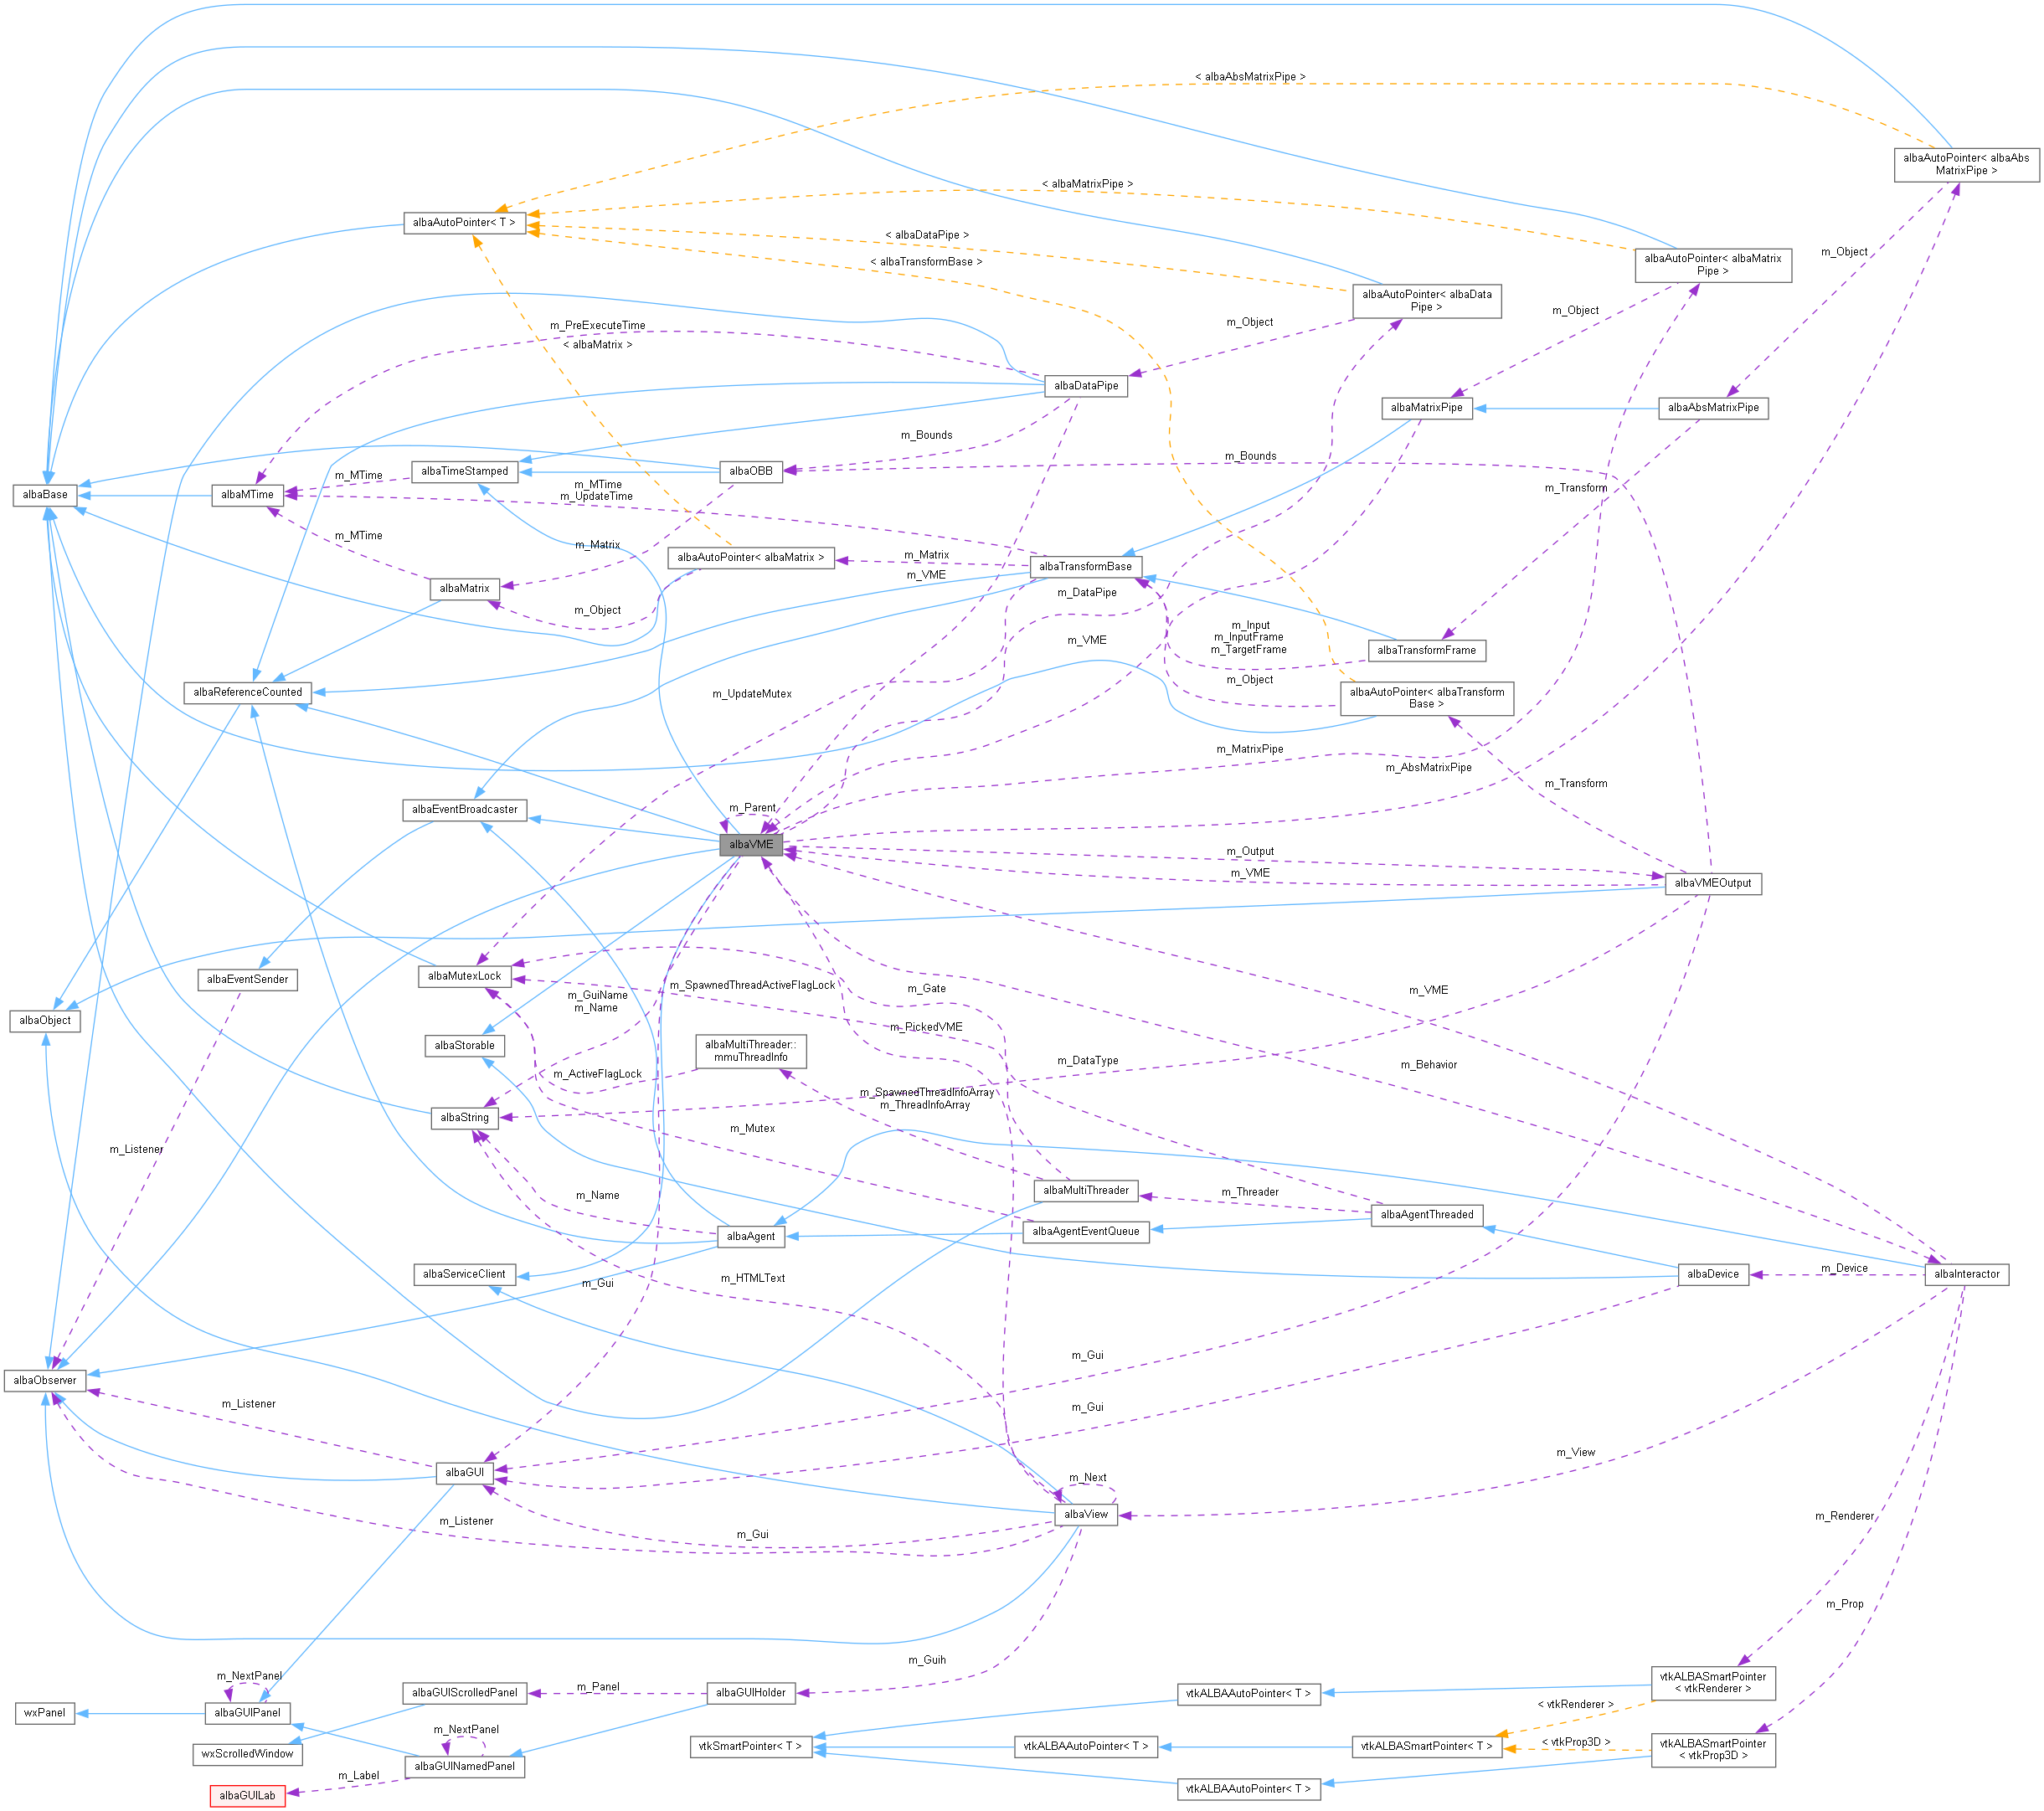 < albaAbsMatrixPipe >
albaAutoPointer< albaAbs
MatrixPipe >
< albaMatrixPipe >
albaAutoPointer< T >
< albaDataPipe >
m_Object
albaAutoPointer< albaMatrix
Pipe >
< albaTransformBase >
albaAutoPointer< albaData
Pipe >
m_Object
m_Object
m_PreExecuteTime
< albaMatrix >
albaDataPipe
albaMatrixPipe
albaAbsMatrixPipe
m_Bounds
m_Bounds
albaTimeStamped
albaOBB
m_MTime
albaBase
albaMTime
m_MTime
m_UpdateTime
m_Transform
m_MTime
m_Matrix
albaAutoPointer< albaMatrix >
m_Matrix
albaTransformBase
m_VME
albaMatrix
m_DataPipe
m_Object
m_Input
m_InputFrame
m_TargetFrame
m_VME
albaTransformFrame
m_Object
albaReferenceCounted
m_UpdateMutex
albaAutoPointer< albaTransform
Base >
m_MatrixPipe
m_AbsMatrixPipe
m_Transform
albaEventBroadcaster
m_Parent
albaVME
m_Output
m_VME
albaVMEOutput
albaEventSender
albaMutexLock
m_SpawnedThreadActiveFlagLock
m_Gate
m_VME
m_GuiName
m_Name
albaObject
m_PickedVME
albaStorable
albaMultiThreader::
mmuThreadInfo
m_DataType
m_Behavior
m_ActiveFlagLock
m_SpawnedThreadInfoArray
m_ThreadInfoArray
albaString
m_Mutex
m_Listener
m_Name
albaMultiThreader
m_Threader
albaAgentThreaded
albaAgent
albaAgentEventQueue
albaServiceClient
m_Gui
m_HTMLText
albaDevice
m_Device
albaInteractor
albaObserver
m_Gui
m_Listener
m_Gui
albaGUI
m_Next
m_View
albaView
m_Listener
m_Gui
m_Renderer
m_Prop
m_Guih
m_NextPanel
wxPanel
albaGUIPanel
albaGUIScrolledPanel
m_Panel
albaGUIHolder
vtkALBAAutoPointer< T >
vtkALBASmartPointer
< vtkRenderer >
< vtkRenderer >
m_NextPanel
wxScrolledWindow
albaGUINamedPanel
vtkSmartPointer< T >
vtkALBAAutoPointer< T >
vtkALBASmartPointer< T >
< vtkProp3D >
vtkALBASmartPointer
< vtkProp3D >
m_Label
albaGUILab
vtkALBAAutoPointer< T >